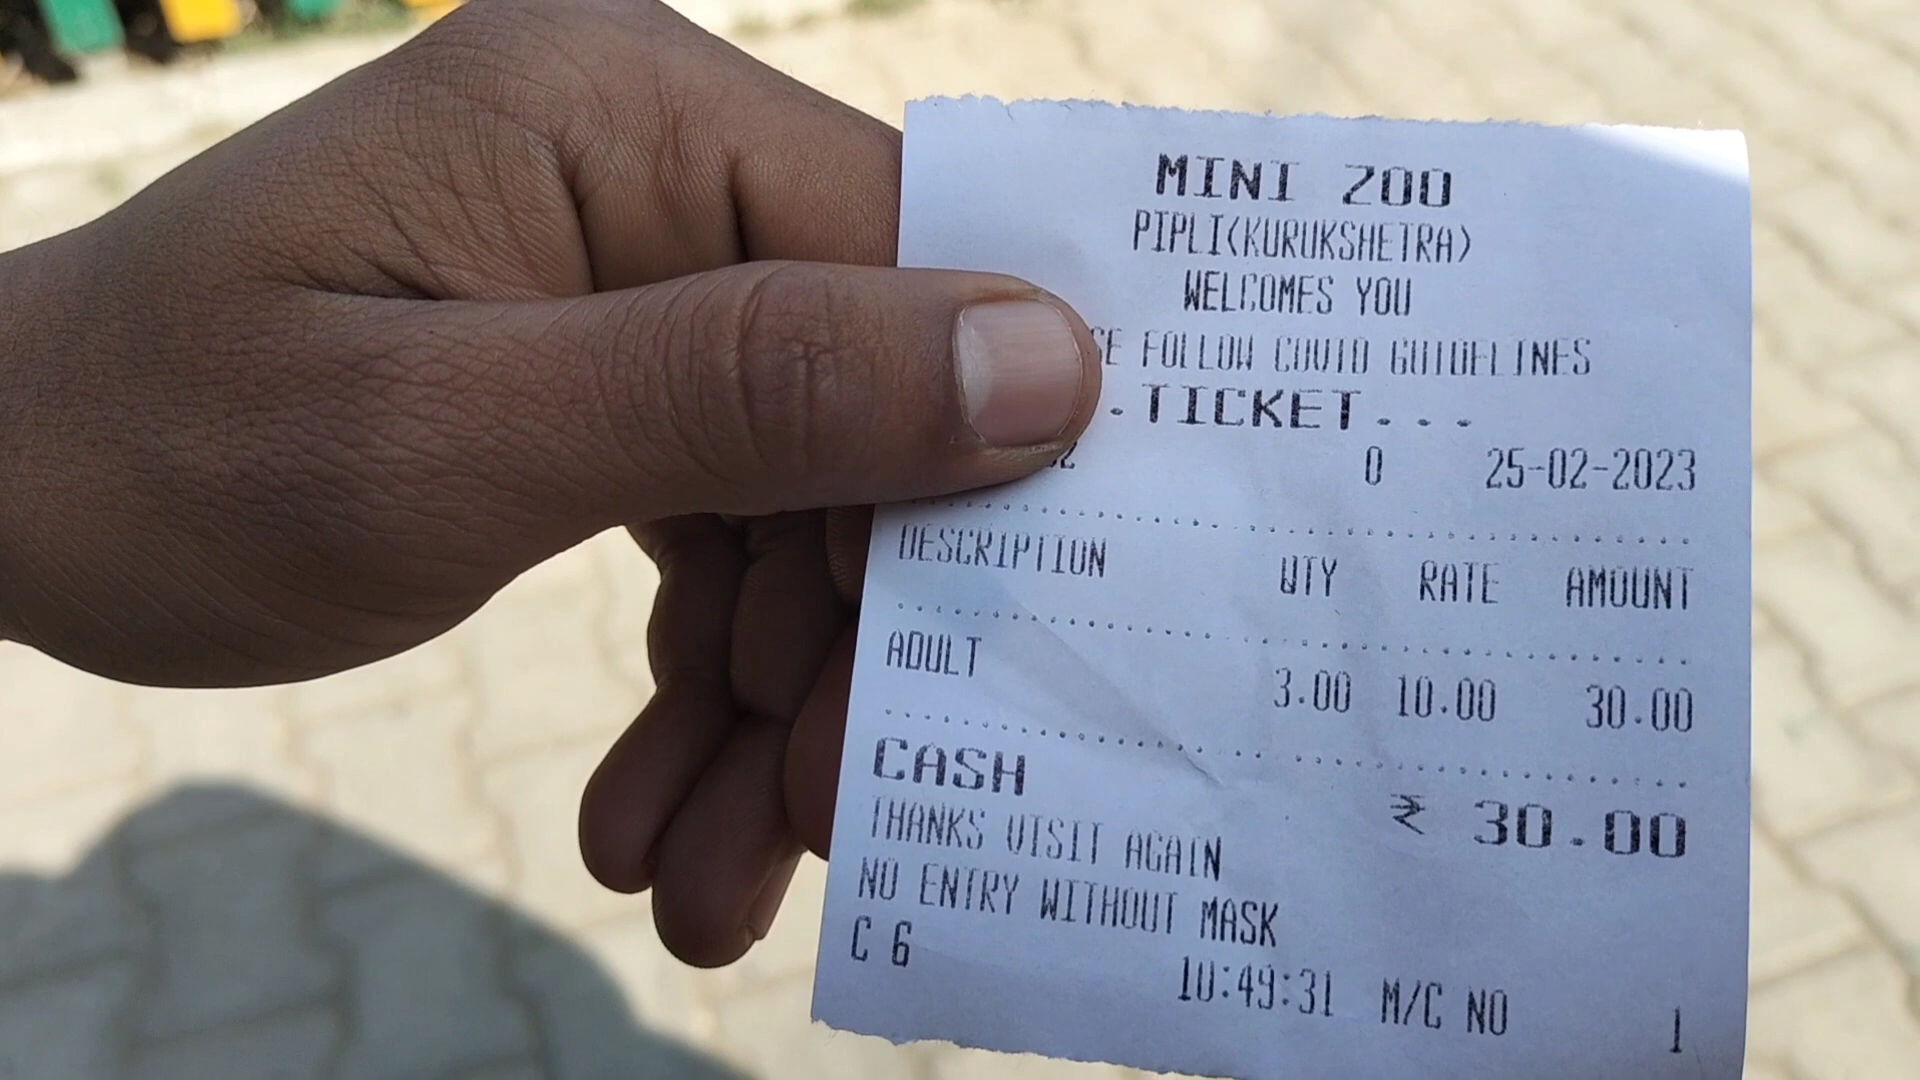 MINI ZOO
PIPLI(KURUKSHETRA)
WELCOMES YOU
FOLLOW COVID GUIDELINES
.TICKET...
0 25-02-2023
DESCRIPTION QTY RATE AMOUNT
ADULT 3.00 10.00 30.00
CASH ₹ 30.00
THANKS VISIT AGAIN
NO ENTRY WITHOUT MASK
C 6 10:49:31 M/C NO 1